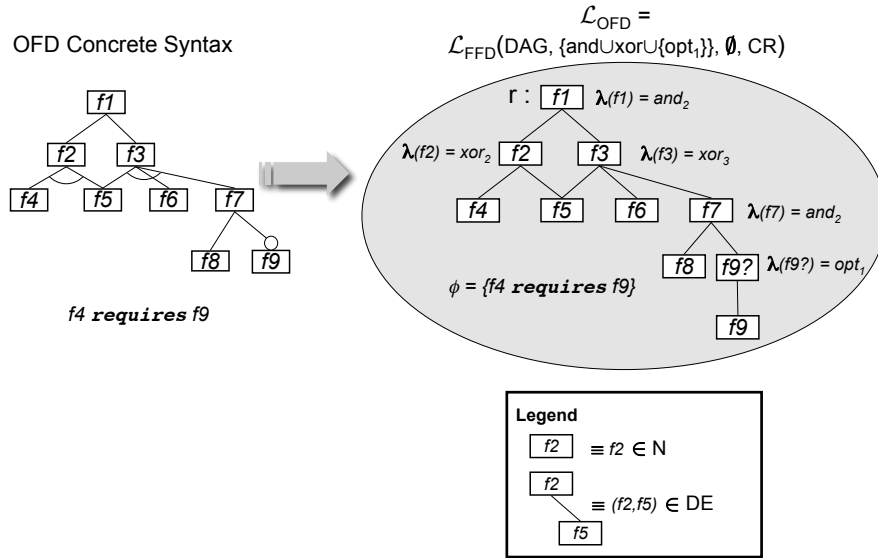 OFD Concrete Syntax
f1
f2 f3
f4 f5 f6 f7
f8 f9
f4 requires f9
ℒOFD =
ℒFFD(DAG, {and∪xor∪{opt₁}}, ∅, CR)
r : f1 λ(f1) = and₂
λ(f2) = xor₂ f2 f3 λ(f3) = xor₃
f4 f5 f6 f7 λ(f7) = and₂
f8 f9? λ(f9?) = opt₁
ϕ = {f4 requires f9}
f9
Legend
f2 ≡ f2 ∈ N
f2
≡ (f2,f5) ∈ DE
f5